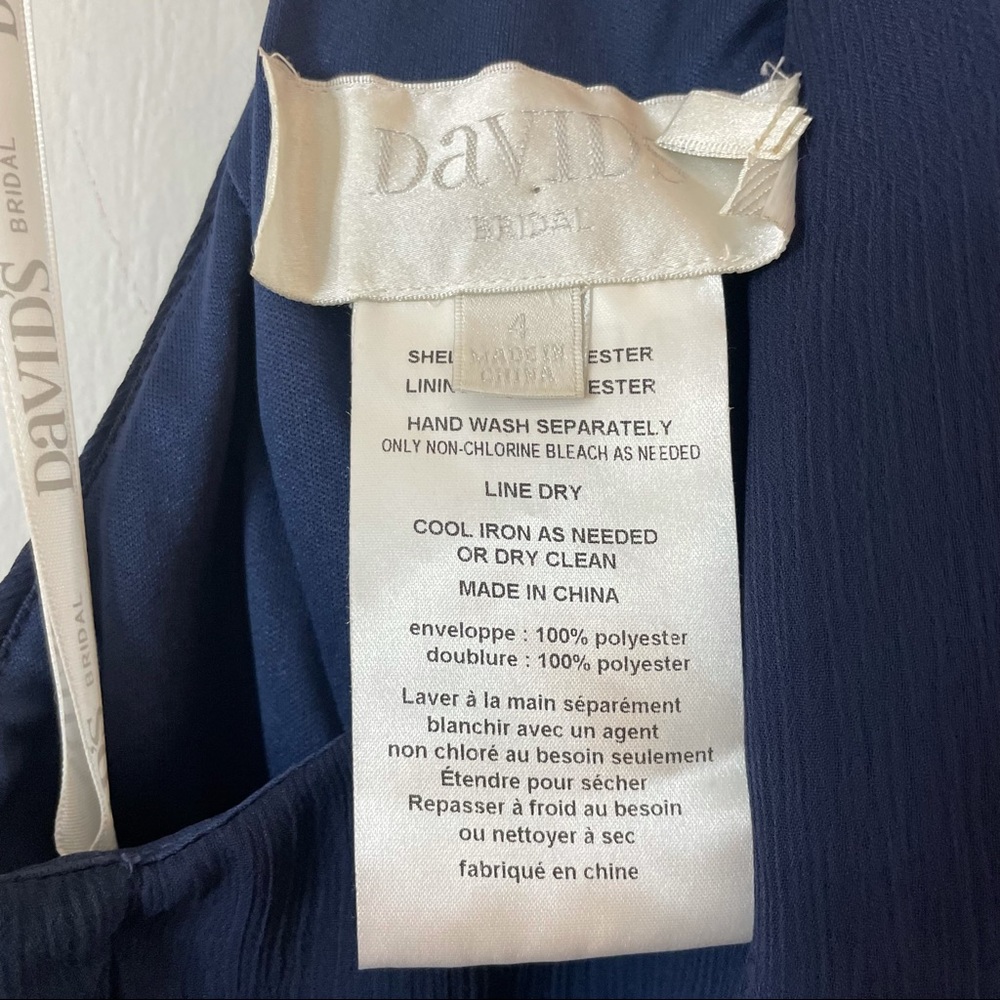 DaVID'S
BRIDAL
4
MADE IN
CHINA
SHEL ESTER
LININ ESTER
HAND WASH SEPARATELY
ONLY NON-CHLORINE BLEACH AS NEEDED
LINE DRY
COOL IRON AS NEEDED
OR DRY CLEAN
MADE IN CHINA
enveloppe : 100% polyester
doublure : 100% polyester
Laver à la main séparément
blanchir avec un agent
non chloré au besoin seulement
Étendre pour sécher
Repasser à froid au besoin
ou nettoyer à sec
fabriqué en chine
DaVID'S BRIDAL
BRIDAL